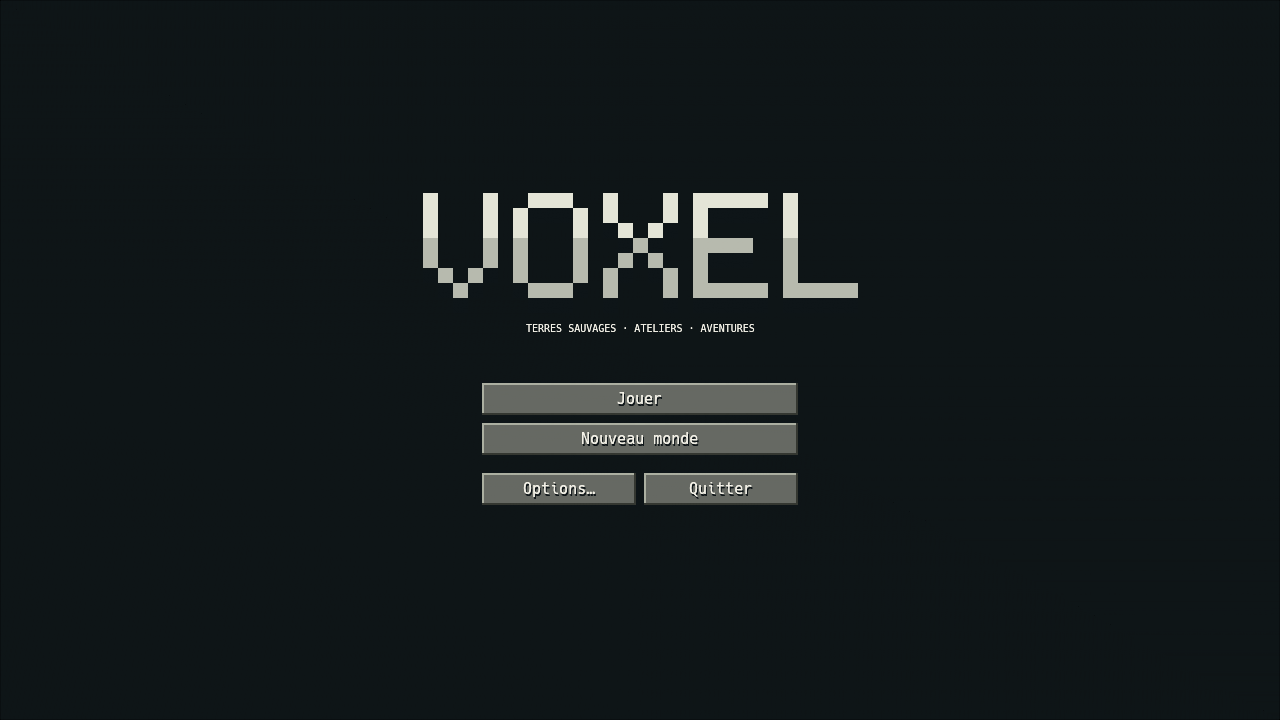 VOXEL
TERRES SAUVAGES · ATELIERS · AVENTURES
Jouer
Nouveau monde
Options…
Quitter